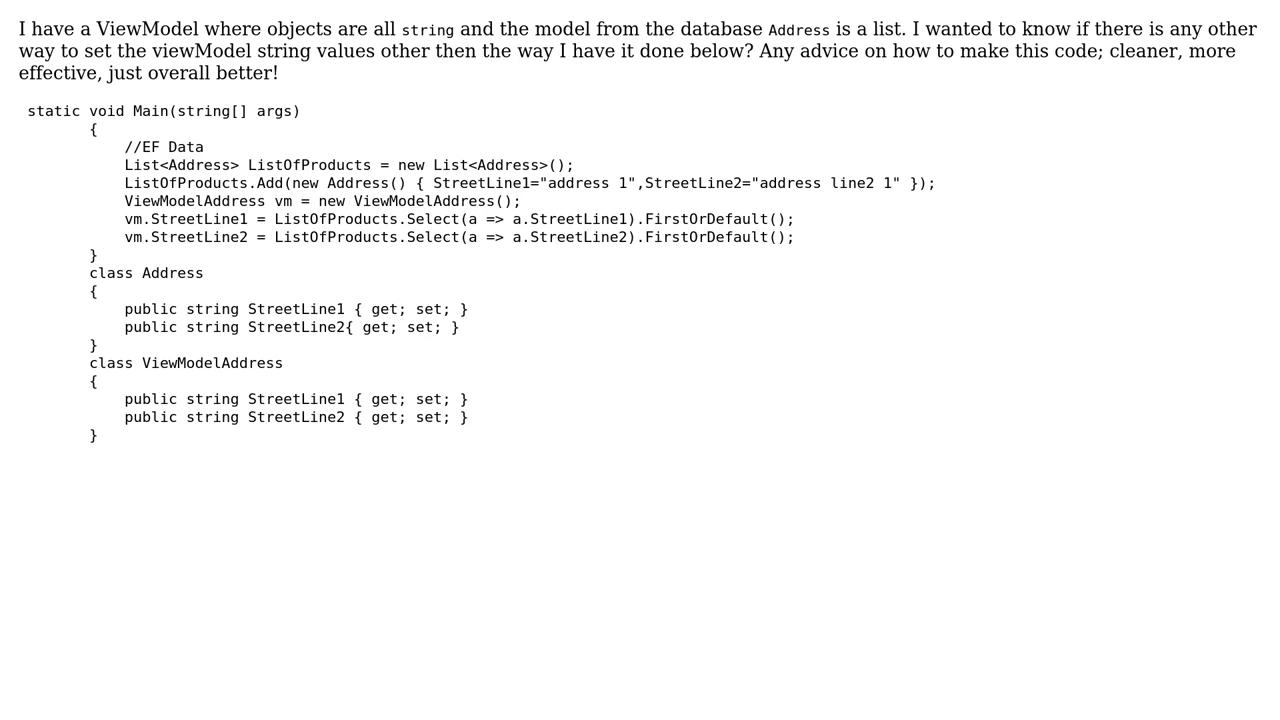 I have a ViewModel where objects are all string and the model from the database Address is a list. I wanted to know if there is any other
way to set the viewModel string values other then the way I have it done below? Any advice on how to make this code; cleaner, more
effective, just overall better!
static void Main(string[] args)
{
//EF Data
List<Address> ListOfProducts = new List<Address>();
ListOfProducts.Add(new Address() { StreetLine1="address 1",StreetLine2="address line2 1" });
ViewModelAddress vm = new ViewModelAddress();
vm.StreetLine1 = ListOfProducts.Select(a => a.StreetLine1).FirstOrDefault();
vm.StreetLine2 = ListOfProducts.Select(a => a.StreetLine2).FirstOrDefault();
}
class Address
{
public string StreetLine1 { get; set; }
public string StreetLine2{ get; set; }
}
class ViewModelAddress
{
public string StreetLine1 { get; set; }
public string StreetLine2 { get; set; }
}